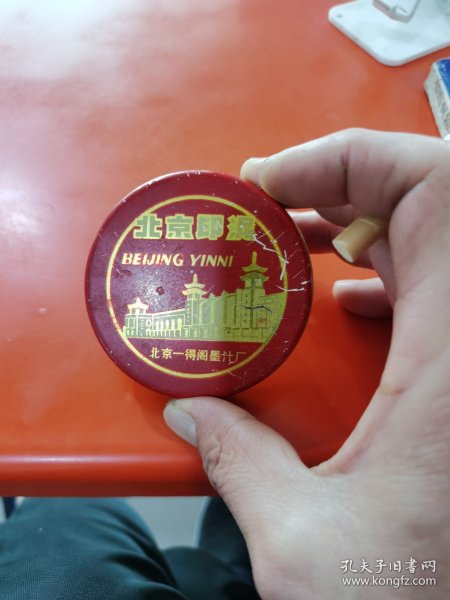 北京印泥
BEIJING YINNI
北京一得阁墨汁厂
孔夫子旧书网
www.kongfz.com